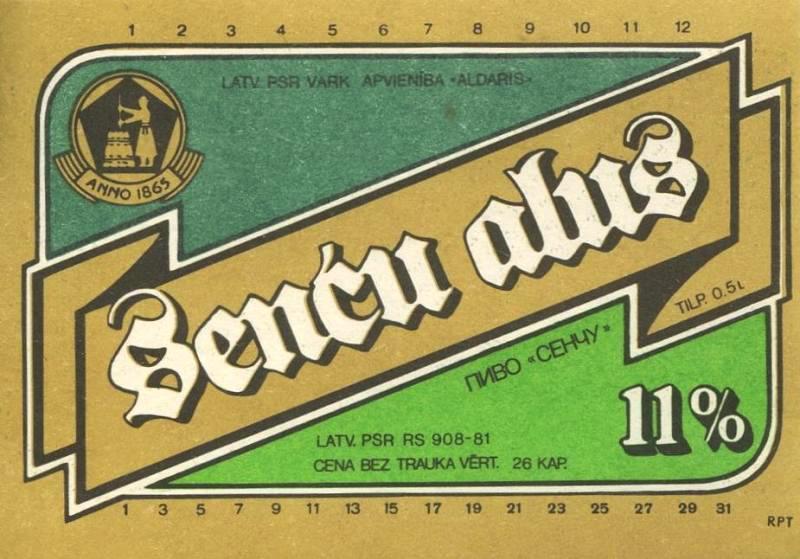 1 2 3 4 5 6 7 8 9 10 11 12
LATV. PSR VARK APVIENĪBA «ALDARIS»
ANNO 1865
Senču alus
TILP. 0.5L
ПИВО «СЕНЧУ»
11%
LATV. PSR RS 908-81
CENA BEZ TRAUKA VĒRT. 26 KAP.
1 3 5 7 9 11 13 15 17 19 21 23 25 27 29 31
RPT